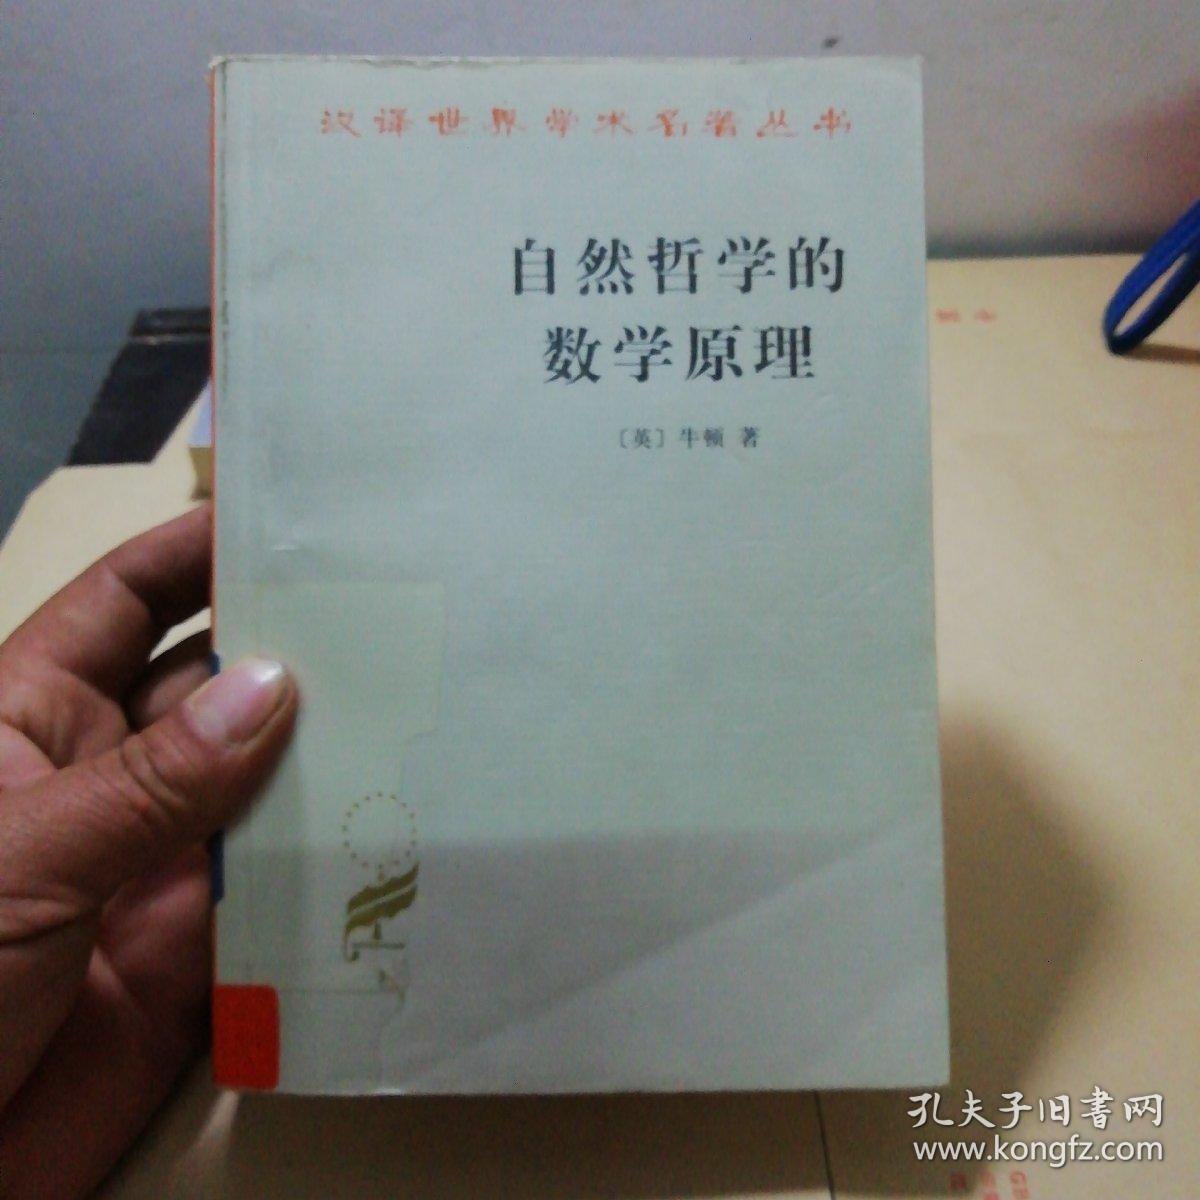 汉译世界学术名著丛书
自然哲学的
数学原理
〔英〕牛顿 著
孔夫子旧書网
www.kongfz.com